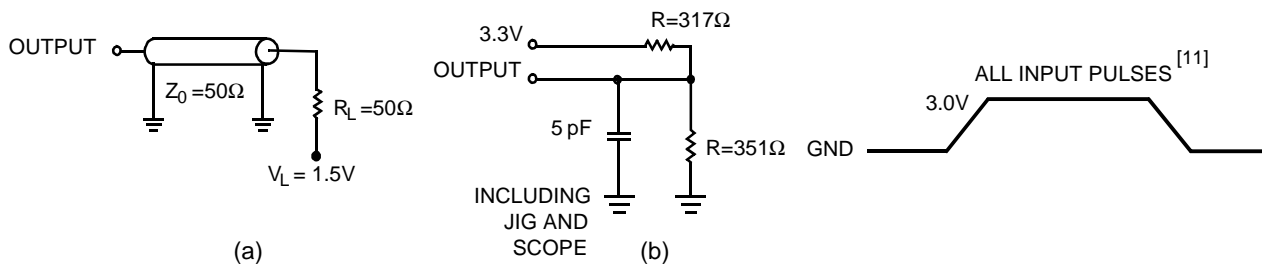 OUTPUT
Z0 =50Ω
RL =50Ω
VL = 1.5V
(a)
R=317Ω
3.3V
OUTPUT
5 pF
R=351Ω
INCLUDING
JIG AND
SCOPE
(b)
ALL INPUT PULSES [11]
3.0V
GND